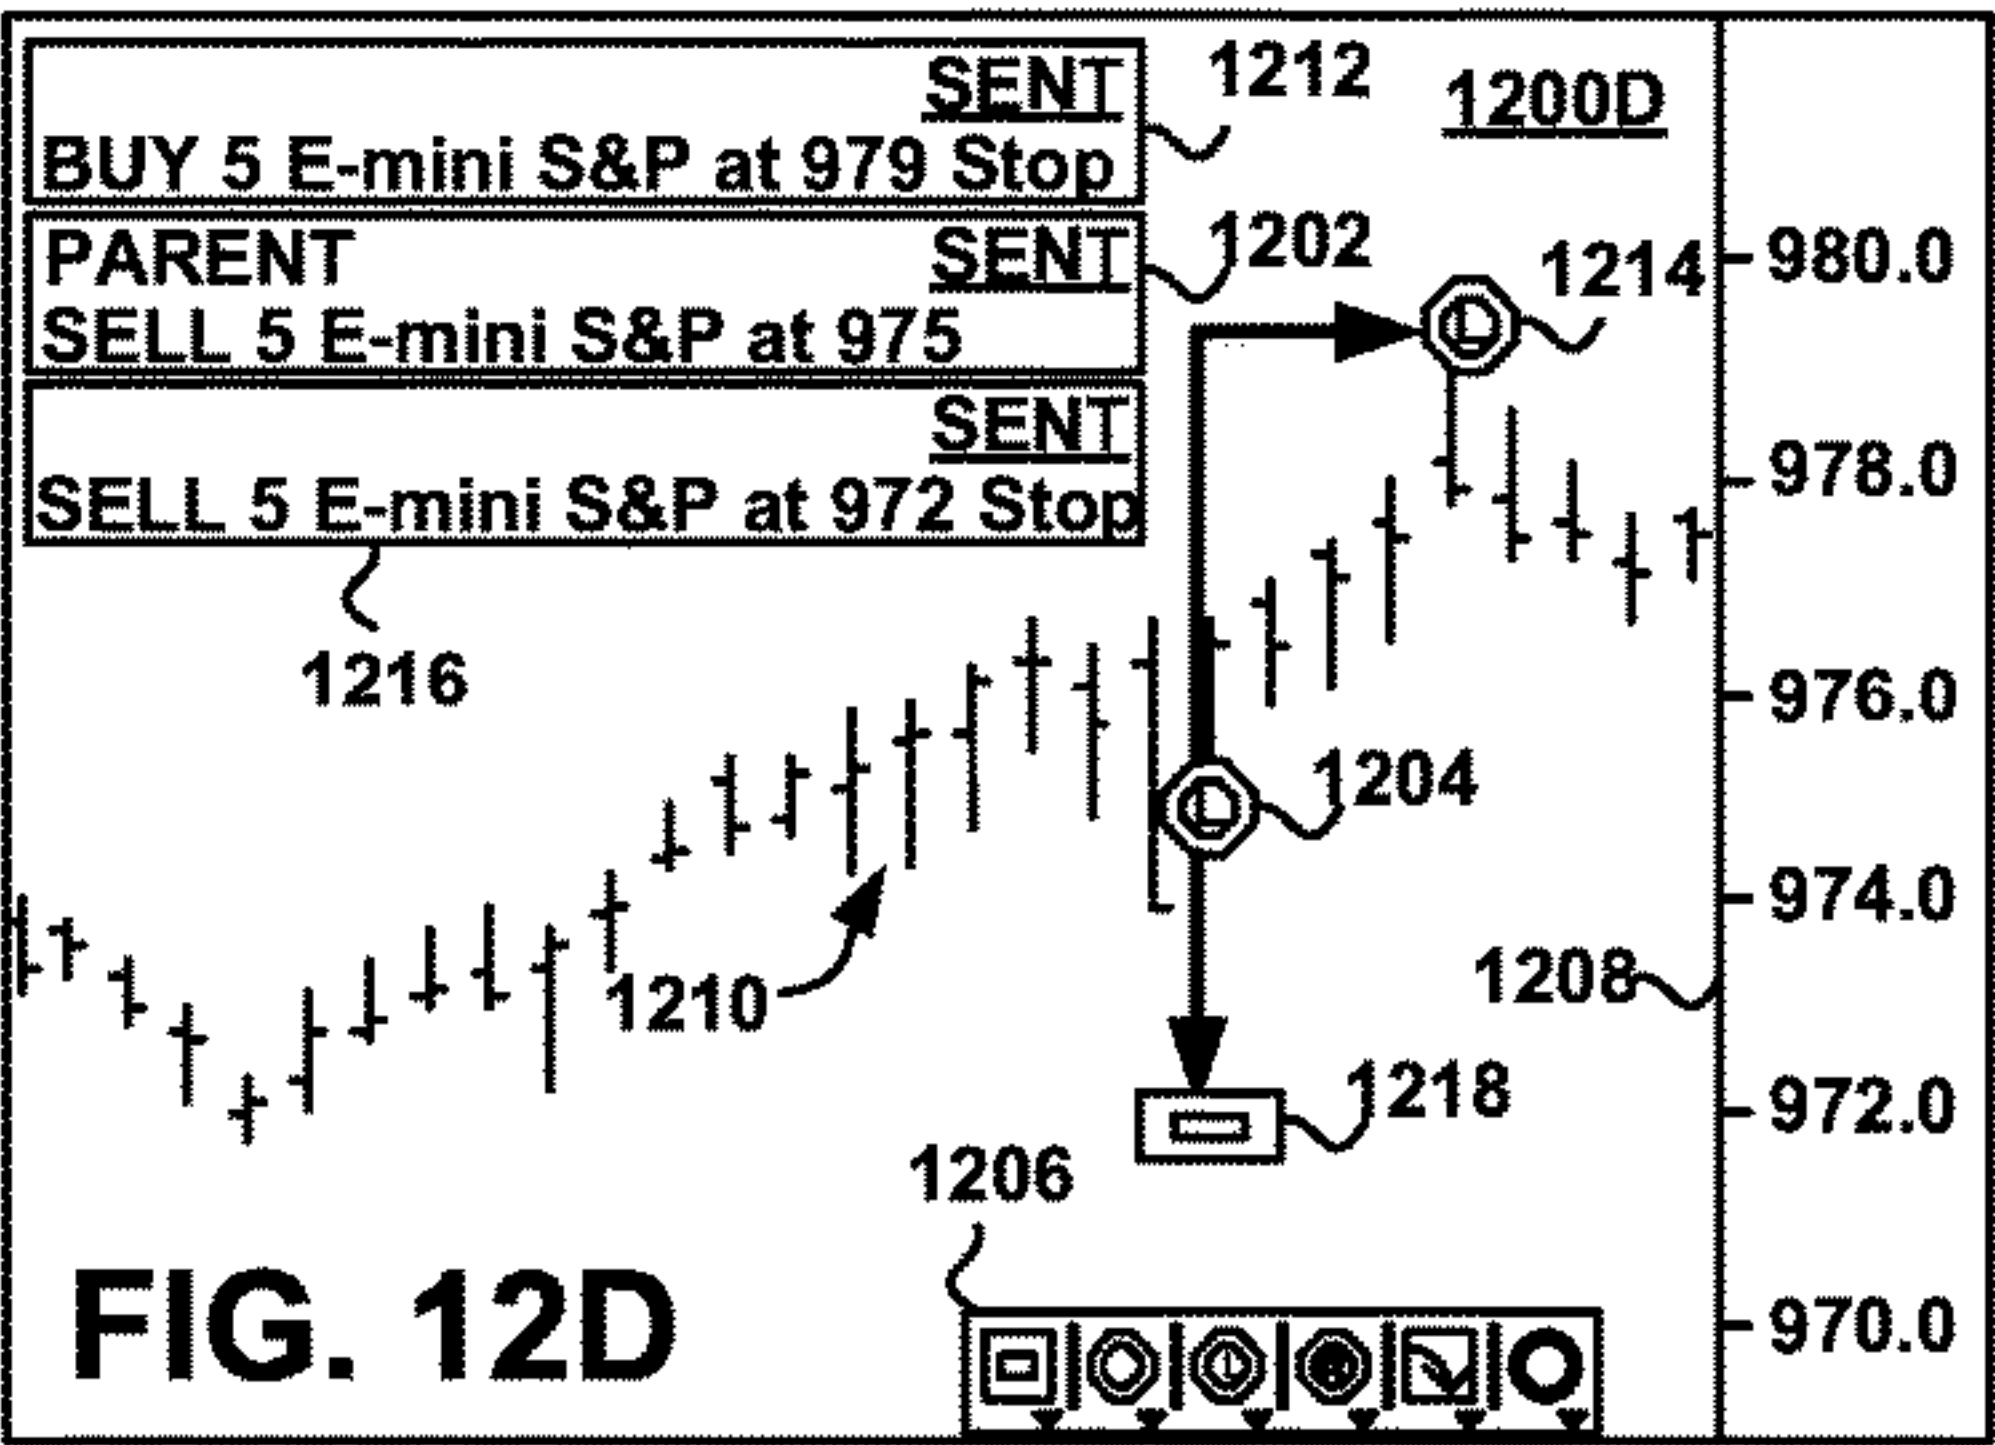 SENT
BUY 5 E-mini S&P at 979 Stop
1212
1200D
PARENT
SENT
SELL 5 E-mini S&P at 975
1202
1214
980.0
SENT
SELL 5 E-mini S&P at 972 Stop
978.0
1216
976.0
1204
974.0
1210
1208
972.0
1218
1206
FIG. 12D
970.0